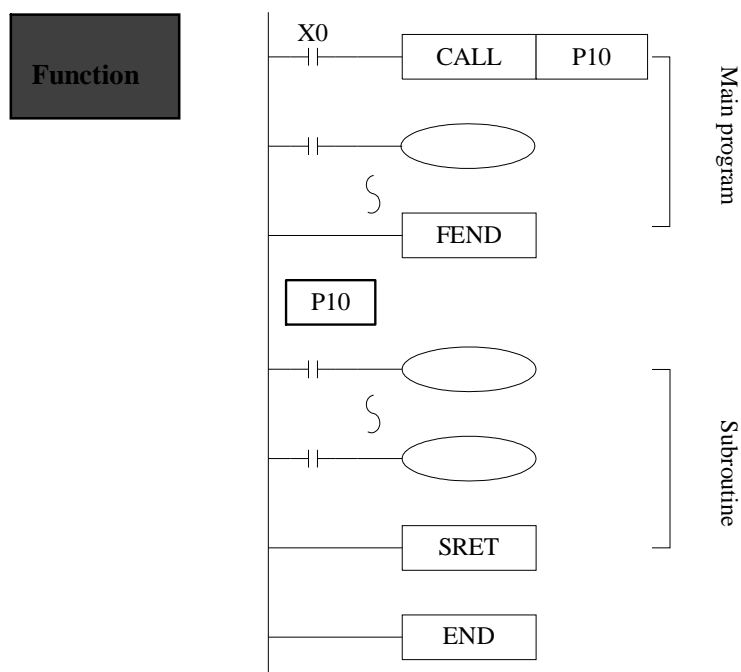 Function
X0
CALL P10
Main program
FEND
P10
Subroutine
SRET
END